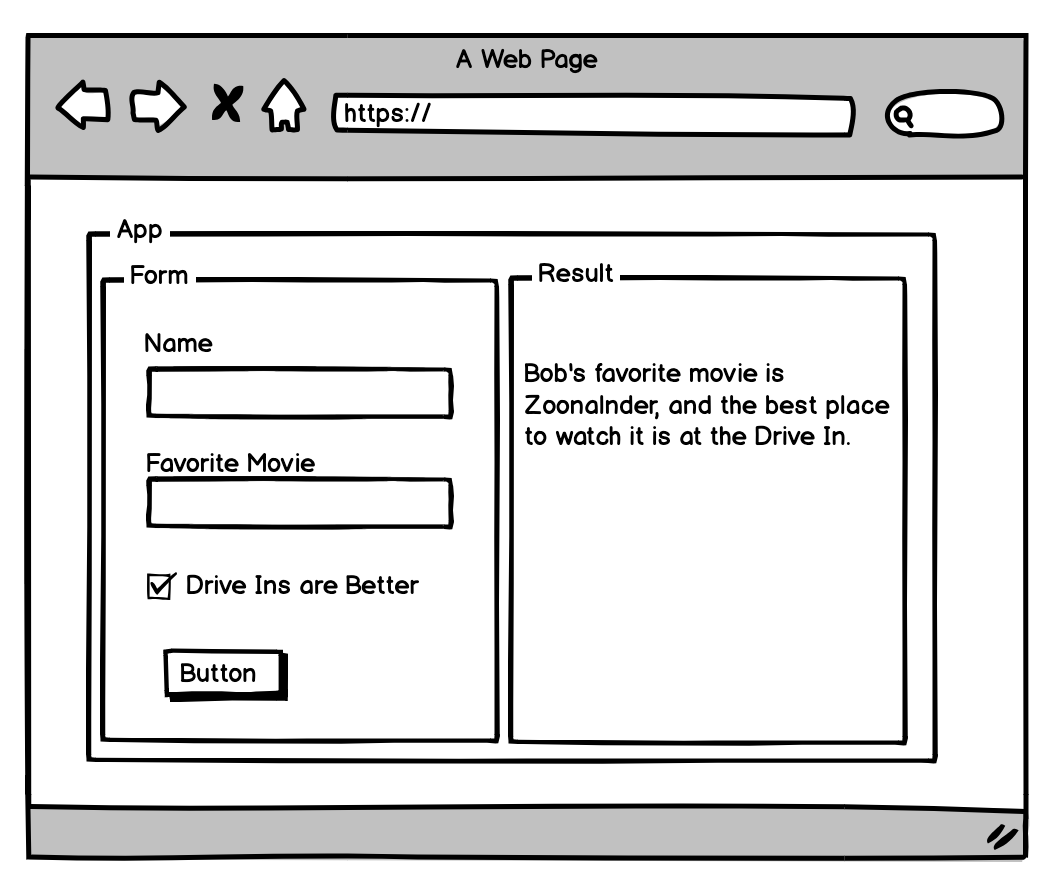 A Web Page
https://
App
Form
Name
Favorite Movie
Drive Ins are Better
Button
Result
Bob's favorite movie is
Zoonalnder, and the best place
to watch it is at the Drive In.